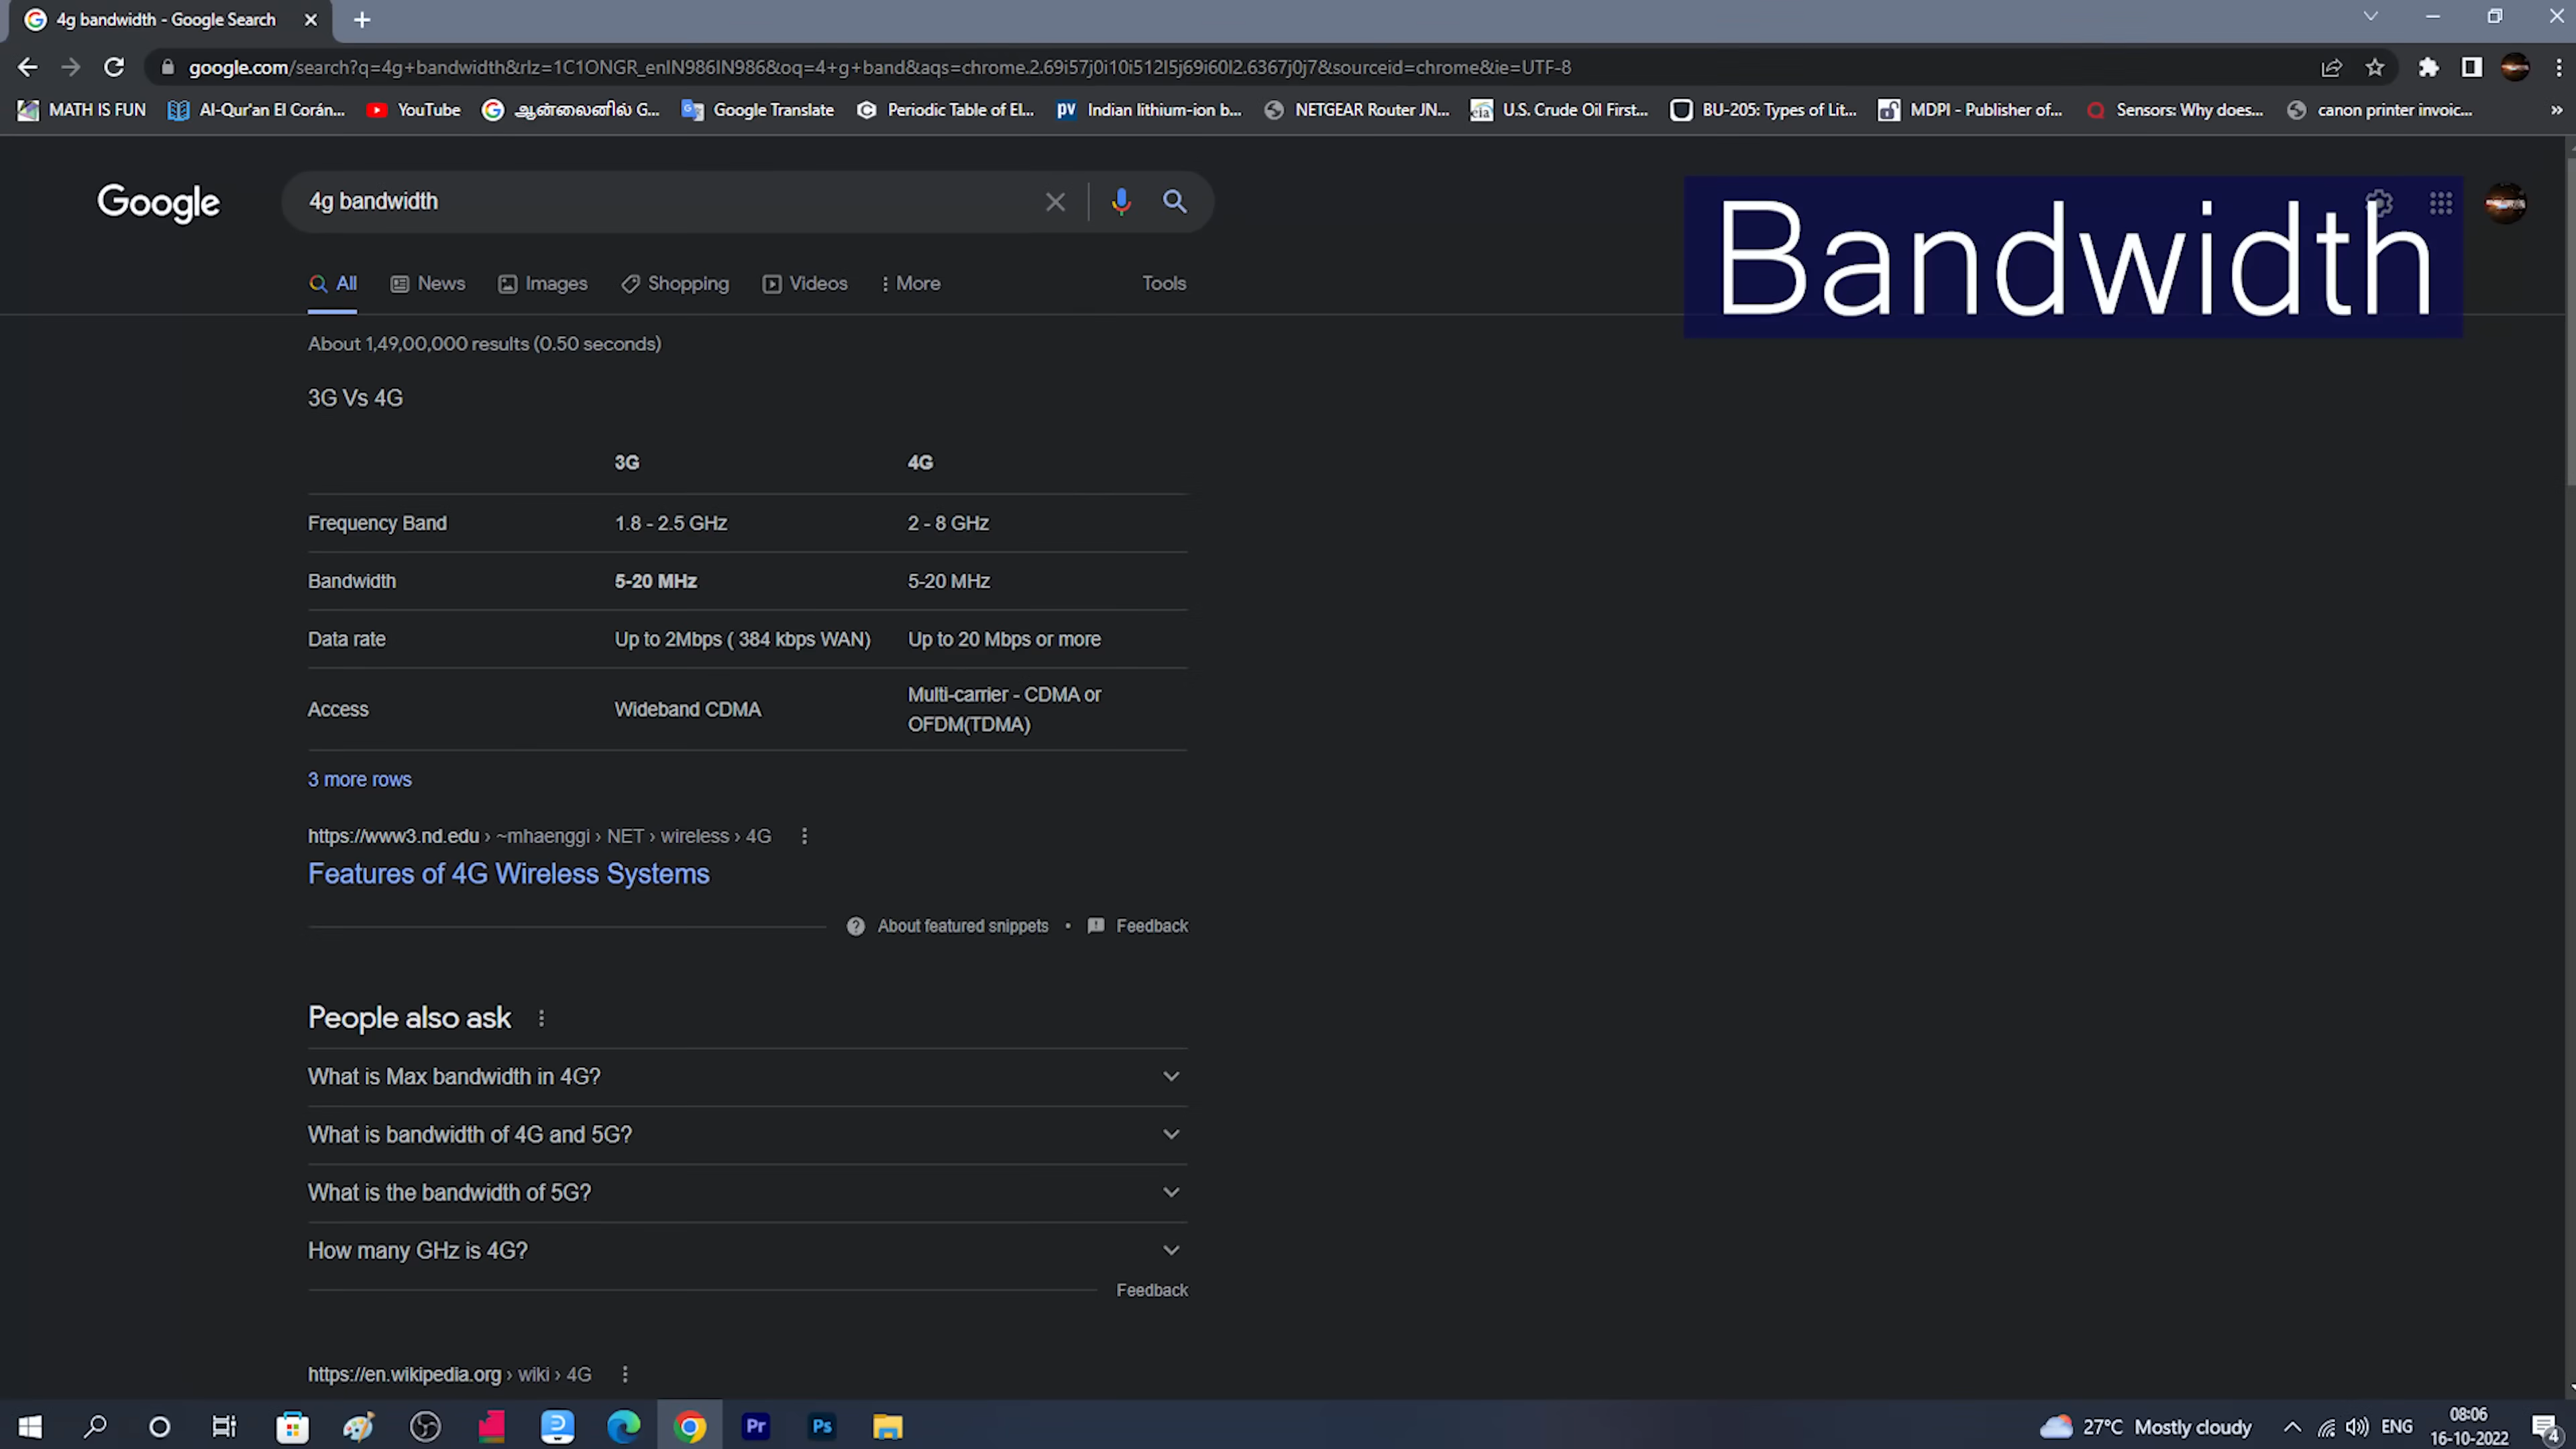 4g bandwidth - Google Search
google.com/search?q=4g+bandwidth&rlz=1C1ONGR_enIN986IN986&oq=4+g+band&aqs=chrome.2.69i57j0i10i512l5j69i60l2.6367j0j7&sourceid=chrome&ie=UTF-8
MATH IS FUN Al-Qur'an El Corán... YouTube ஆன்லைனில் G... Google Translate Periodic Table of El... Indian lithium-ion b... NETGEAR Router JN... U.S. Crude Oil First... BU-205: Types of Lit... MDPI - Publisher of... Sensors: Why does... canon printer invoic... »
Google 4g bandwidth
Bandwidth
All News Images Shopping Videos More Tools
About 1,49,00,000 results (0.50 seconds)
3G Vs 4G
3G 4G
Frequency Band 1.8 - 2.5 GHz 2 - 8 GHz
Bandwidth 5-20 MHz 5-20 MHz
Data rate Up to 2Mbps ( 384 kbps WAN) Up to 20 Mbps or more
Access Wideband CDMA Multi-carrier - CDMA or
OFDM(TDMA)
3 more rows
https://www3.nd.edu › ~mhaenggi › NET › wireless › 4G
Features of 4G Wireless Systems
About featured snippets • Feedback
People also ask
What is Max bandwidth in 4G?
What is bandwidth of 4G and 5G?
What is the bandwidth of 5G?
How many GHz is 4G?
Feedback
https://en.wikipedia.org › wiki › 4G
Pr Ps 27°C Mostly cloudy ENG 08:06
16-10-2022 4